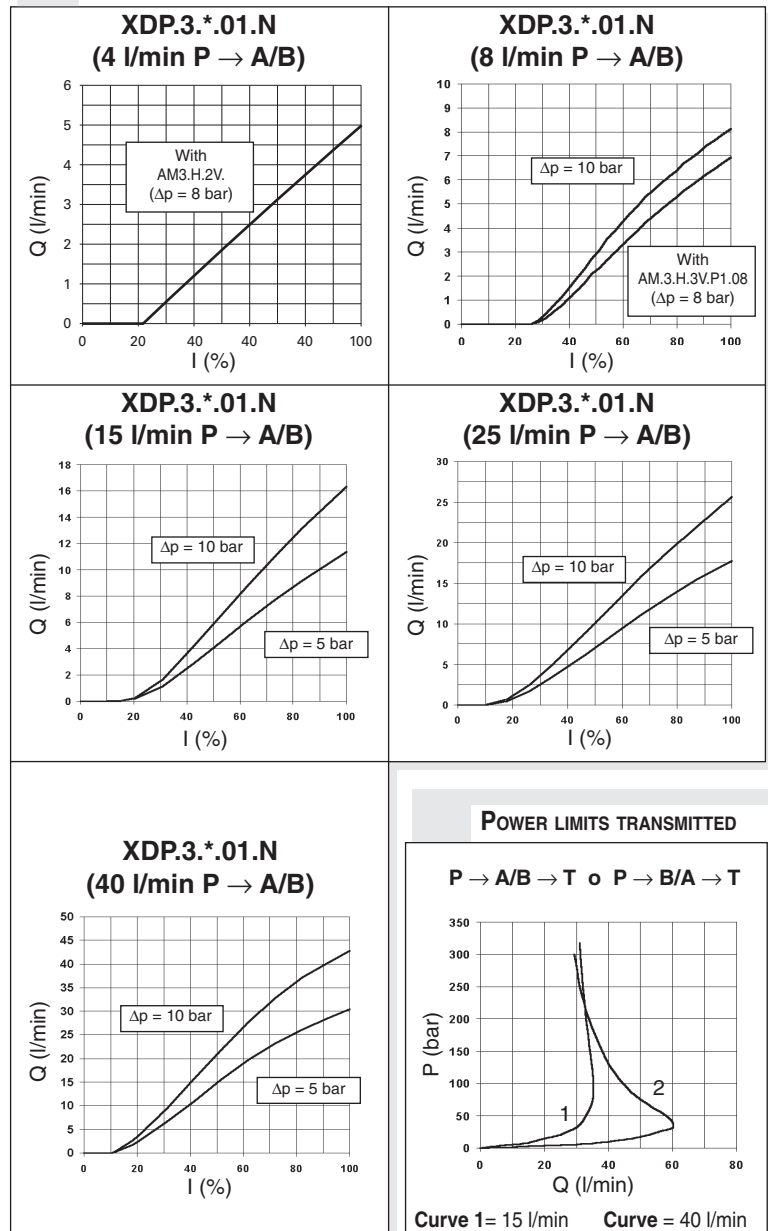 XDP.3.*.01.N
(4 l/min P → A/B)
6
5
4
3
2
1
0
Q (l/min)
With
AM3.H.2V.
(Δp = 8 bar)
0 20 40 40 40 80 100
I (%)
XDP.3.*.01.N
(8 l/min P → A/B)
10
9
8
7
6
5
4
3
2
1
0
Q (l/min)
Δp = 10 bar
With
AM.3.H.3V.P1.08
(Δp = 8 bar)
0 20 40 60 80 100
I (%)
XDP.3.*.01.N
(15 l/min P → A/B)
18
16
14
12
10
8
6
4
2
0
Q (l/min)
Δp = 10 bar
Δp = 5 bar
0 20 40 60 80 100
I (%)
XDP.3.*.01.N
(25 l/min P → A/B)
30
25
20
15
10
5
0
Q (l/min)
Δp = 10 bar
Δp = 5 bar
0 20 40 60 80 100
I (%)
XDP.3.*.01.N
(40 l/min P → A/B)
50
45
40
35
30
25
20
15
10
5
0
Q (l/min)
Δp = 10 bar
Δp = 5 bar
0 20 40 60 80 100
I (%)
POWER LIMITS TRANSMITTED
P → A/B → T o P → B/A → T
350
300
250
200
150
100
50
0
P (bar)
1
2
0 20 40 60 80
Q (l/min)
Curve 1= 15 l/min Curve = 40 l/min